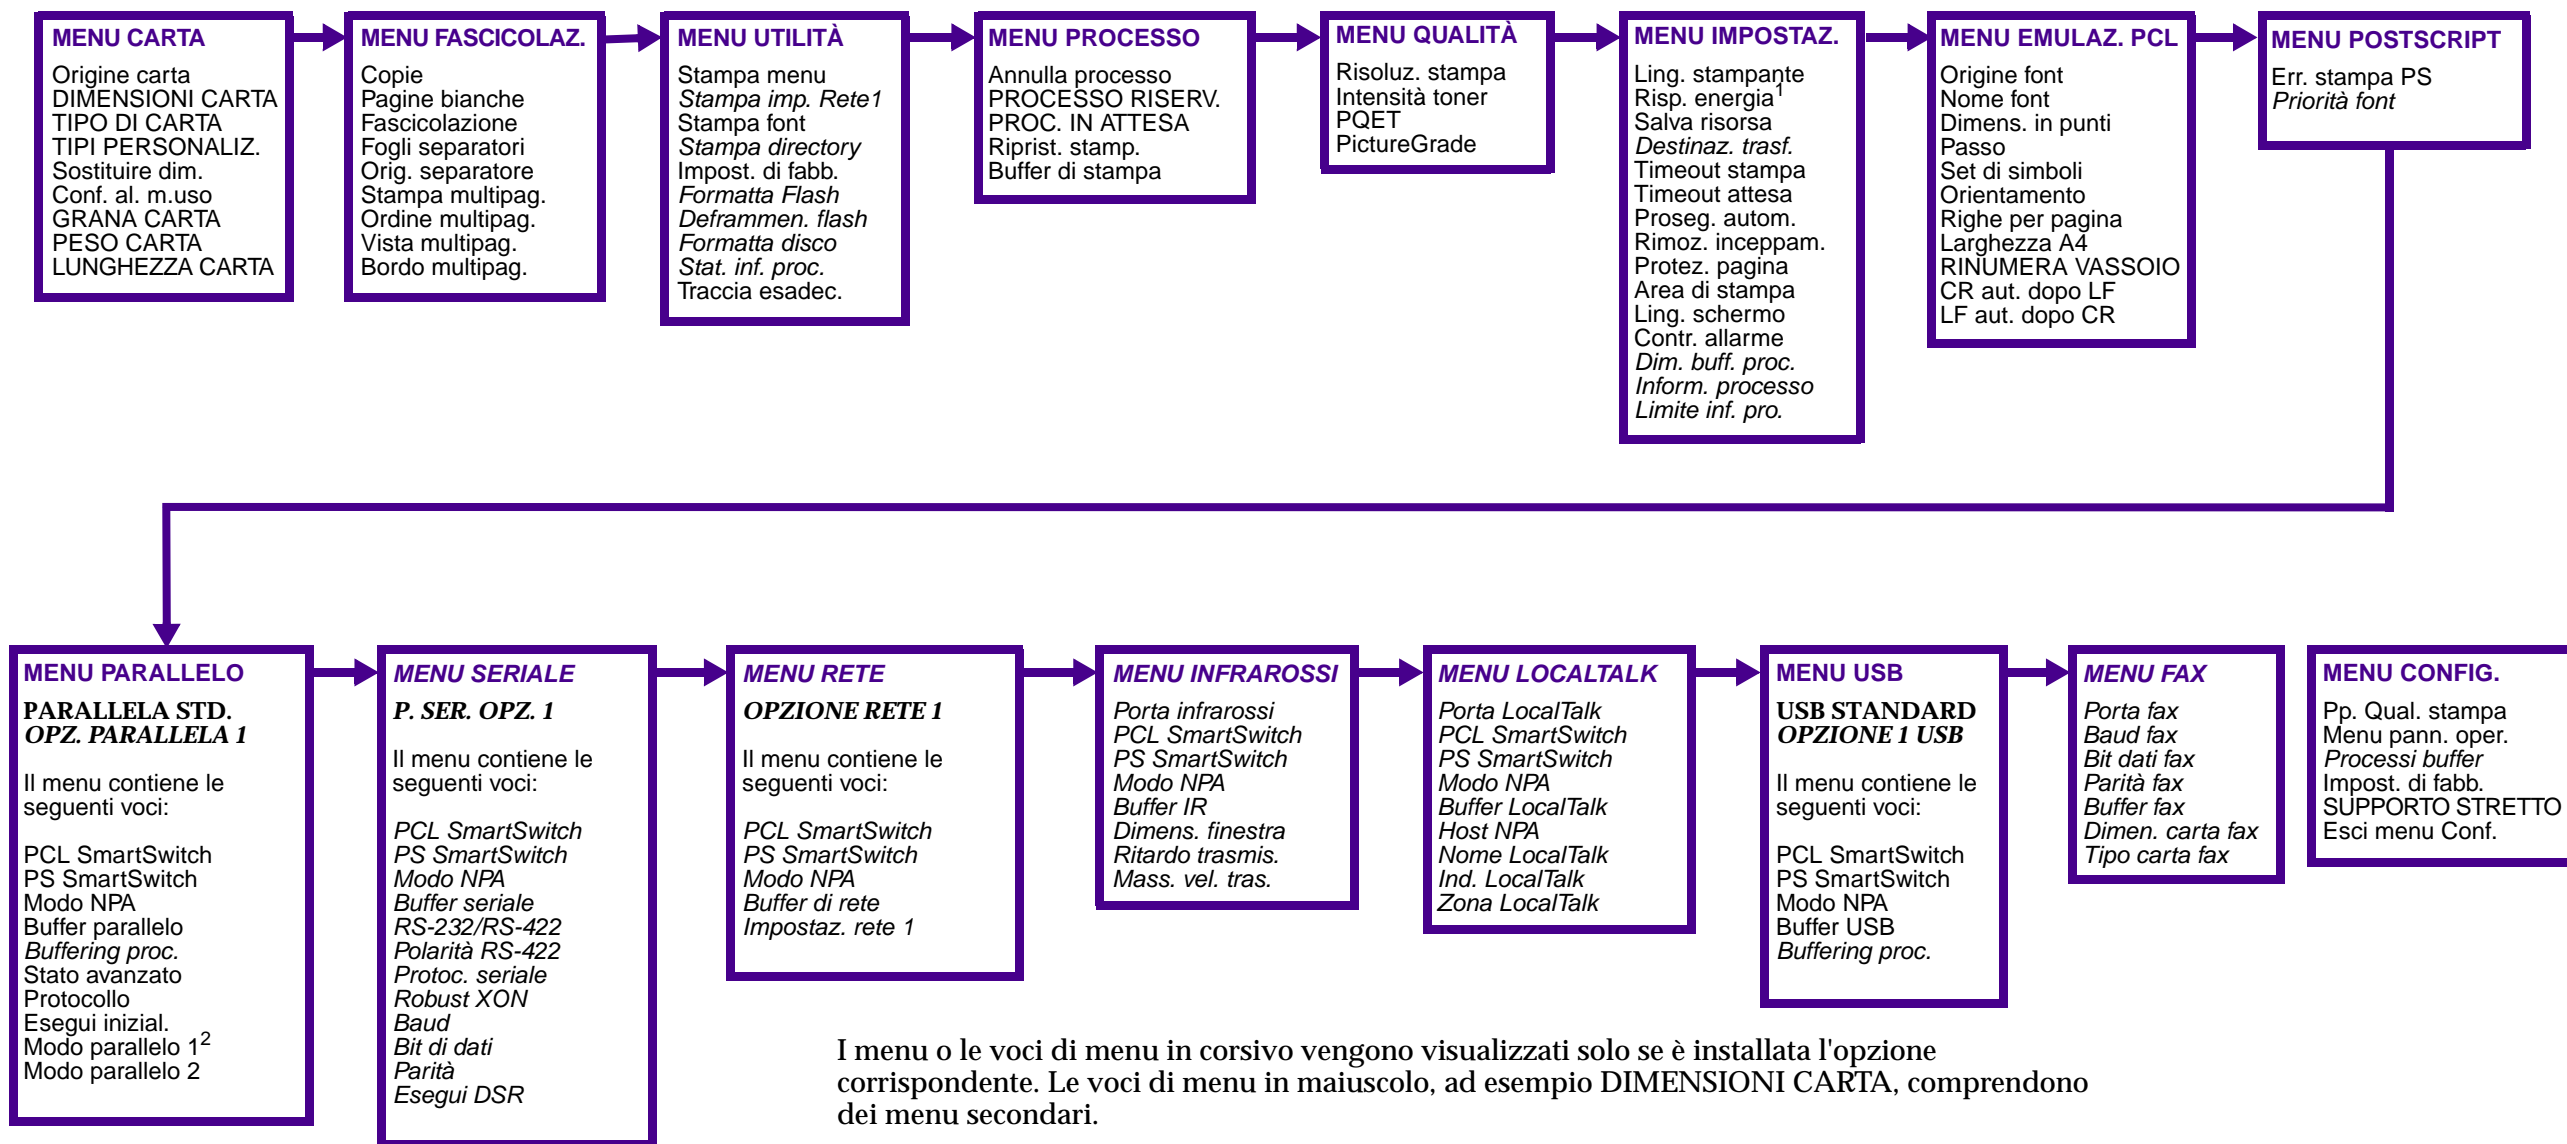 MENU CARTA
Origine carta
DIMENSIONI CARTA
TIPO DI CARTA
TIPI PERSONALIZ.
Sostituire dim.
Conf. al. m.uso
GRANA CARTA
PESO CARTA
LUNGHEZZA CARTA
MENU FASCICOLAZ.
Copie
Pagine bianche
Fascicolazione
Fogli separatori
Orig. separatore
Stampa multipag.
Ordine multipag.
Vista multipag.
Bordo multipag.
MENU UTILITÀ
Stampa menu
Stampa imp. Rete1
Stampa font
Stampa directory
Impost. di fabb.
Formatta Flash
Deframmen. flash
Formatta disco
Stat. inf. proc.
Traccia esadec.
MENU PROCESSO
Annulla processo
PROCESSO RISERV.
PROC. IN ATTESA
Riprist. stamp.
Buffer di stampa
MENU QUALITÀ
Risoluz. stampa
Intensità toner
PQET
PictureGrade
MENU IMPOSTAZ.
Ling. stampante
Risp. energia1
Salva risorsa
Destinaz. trasf.
Timeout stampa
Timeout attesa
Proseg. autom.
Rimoz. inceppam.
Protez. pagina
Area di stampa
Ling. schermo
Contr. allarme
Dim. buff. proc.
Inform. processo
Limite inf. pro.
MENU EMULAZ. PCL
Origine font
Nome font
Dimens. in punti
Passo
Set di simboli
Orientamento
Righe per pagina
Larghezza A4
RINUMERA VASSOIO
CR aut. dopo LF
LF aut. dopo CR
MENU POSTSCRIPT
Err. stampa PS
Priorità font
MENU PARALLELO
PARALLELA STD.
OPZ. PARALLELA 1
Il menu contiene le
seguenti voci:
PCL SmartSwitch
PS SmartSwitch
Modo NPA
Buffer parallelo
Buffering proc.
Stato avanzato
Protocollo
Esegui inizial.
Modo parallelo 1²
Modo parallelo 2
MENU SERIALE
P. SER. OPZ. 1
Il menu contiene le
seguenti voci:
PCL SmartSwitch
PS SmartSwitch
Modo NPA
Buffer seriale
RS-232/RS-422
Polarità RS-422
Protoc. seriale
Robust XON
Baud
Bit di dati
Parità
Esegui DSR
MENU RETE
OPZIONE RETE 1
Il menu contiene le
seguenti voci:
PCL SmartSwitch
PS SmartSwitch
Modo NPA
Buffer di rete
Impostaz. rete 1
MENU INFRAROSSI
Porta infrarossi
PCL SmartSwitch
PS SmartSwitch
Modo NPA
Buffer IR
Dimens. finestra
Ritardo trasmis.
Mass. vel. tras.
MENU LOCALTALK
Porta LocalTalk
PCL SmartSwitch
PS SmartSwitch
Modo NPA
Buffer LocalTalk
Host NPA
Nome LocalTalk
Ind. LocalTalk
Zona LocalTalk
MENU USB
USB STANDARD
OPZIONE 1 USB
Il menu contiene le
seguenti voci:
PCL SmartSwitch
PS SmartSwitch
Modo NPA
Buffer USB
Buffering proc.
MENU FAX
Porta fax
Baud fax
Bit dati fax
Parità fax
Buffer fax
Dimen. carta fax
Tipo carta fax
MENU CONFIG.
Pp. Qual. stampa
Menu pann. oper.
Processi buffer
Impost. di fabb.
SUPPORTO STRETTO
Esci menu Conf.
I menu o le voci di menu in corsivo vengono visualizzati solo se è installata l'opzione
corrispondente. Le voci di menu in maiuscolo, ad esempio DIMENSIONI CARTA, comprendono
dei menu secondari.